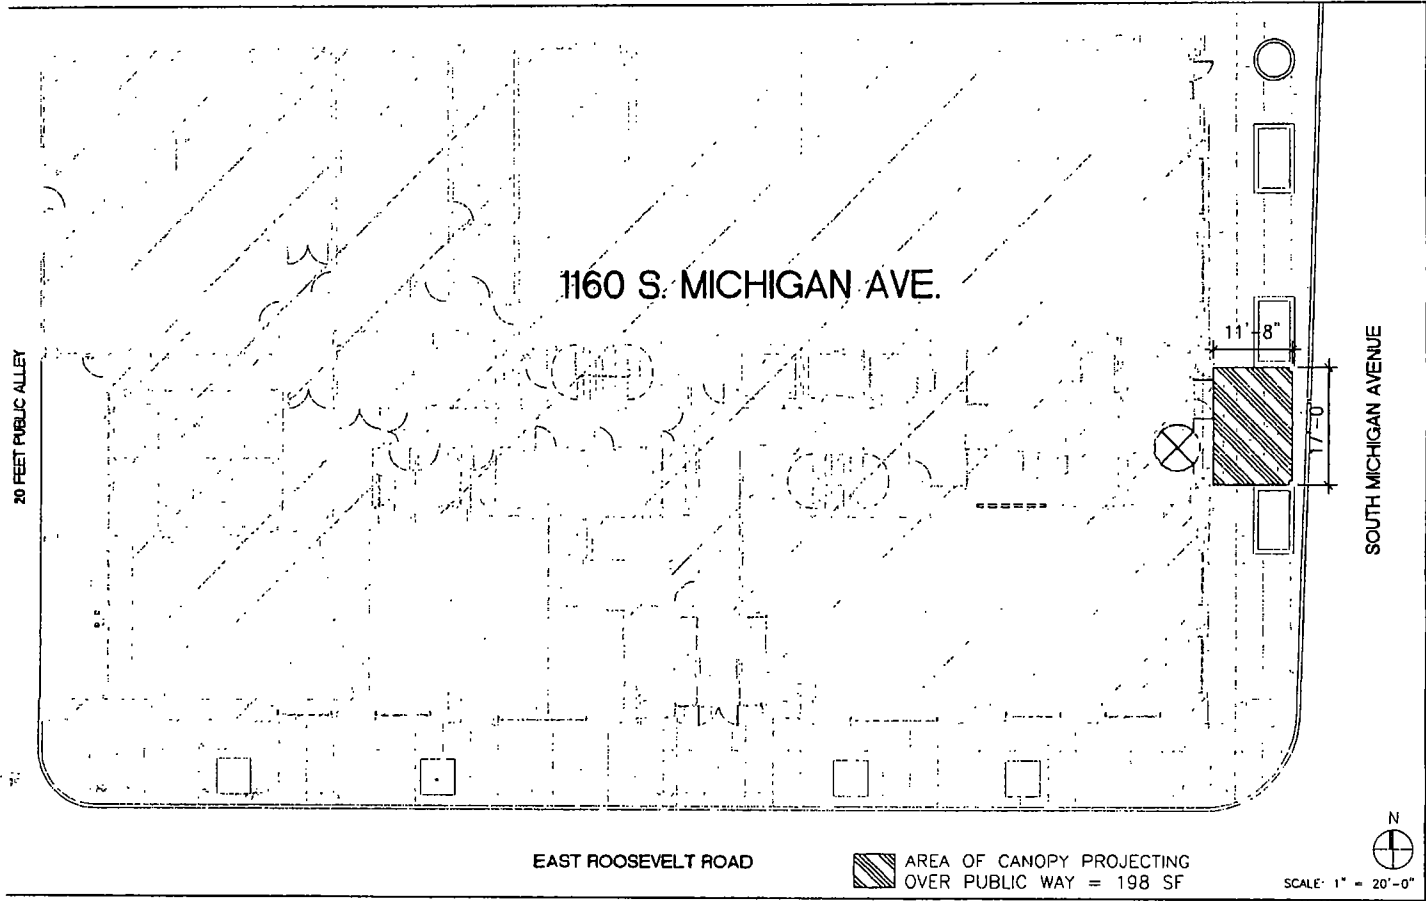 1160 S. MICHIGAN AVE.
11'-8"
17'-0
20 FEET PUBLIC ALLEY
SOUTH MICHIGAN AVENUE
EAST ROOSEVELT ROAD
AREA OF CANOPY PROJECTING
OVER PUBLIC WAY = 198 SF
N
SCALE: 1" = 20'-0"